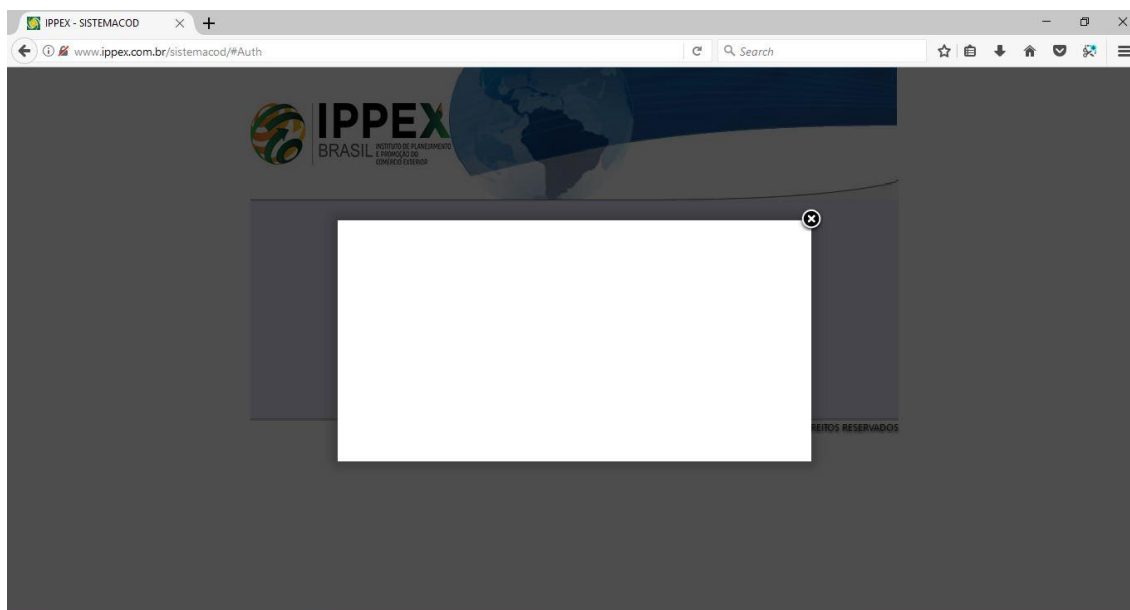 IPPEX - SISTEMACOD
www.ippex.com.br/sistemacod/#Auth
Search
IPPEX
BRASIL
INSTITUTO DE PLANEJAMENTO
E PROMOÇÃO DO
COMÉRCIO EXTERIOR
REITOS RESERVADOS